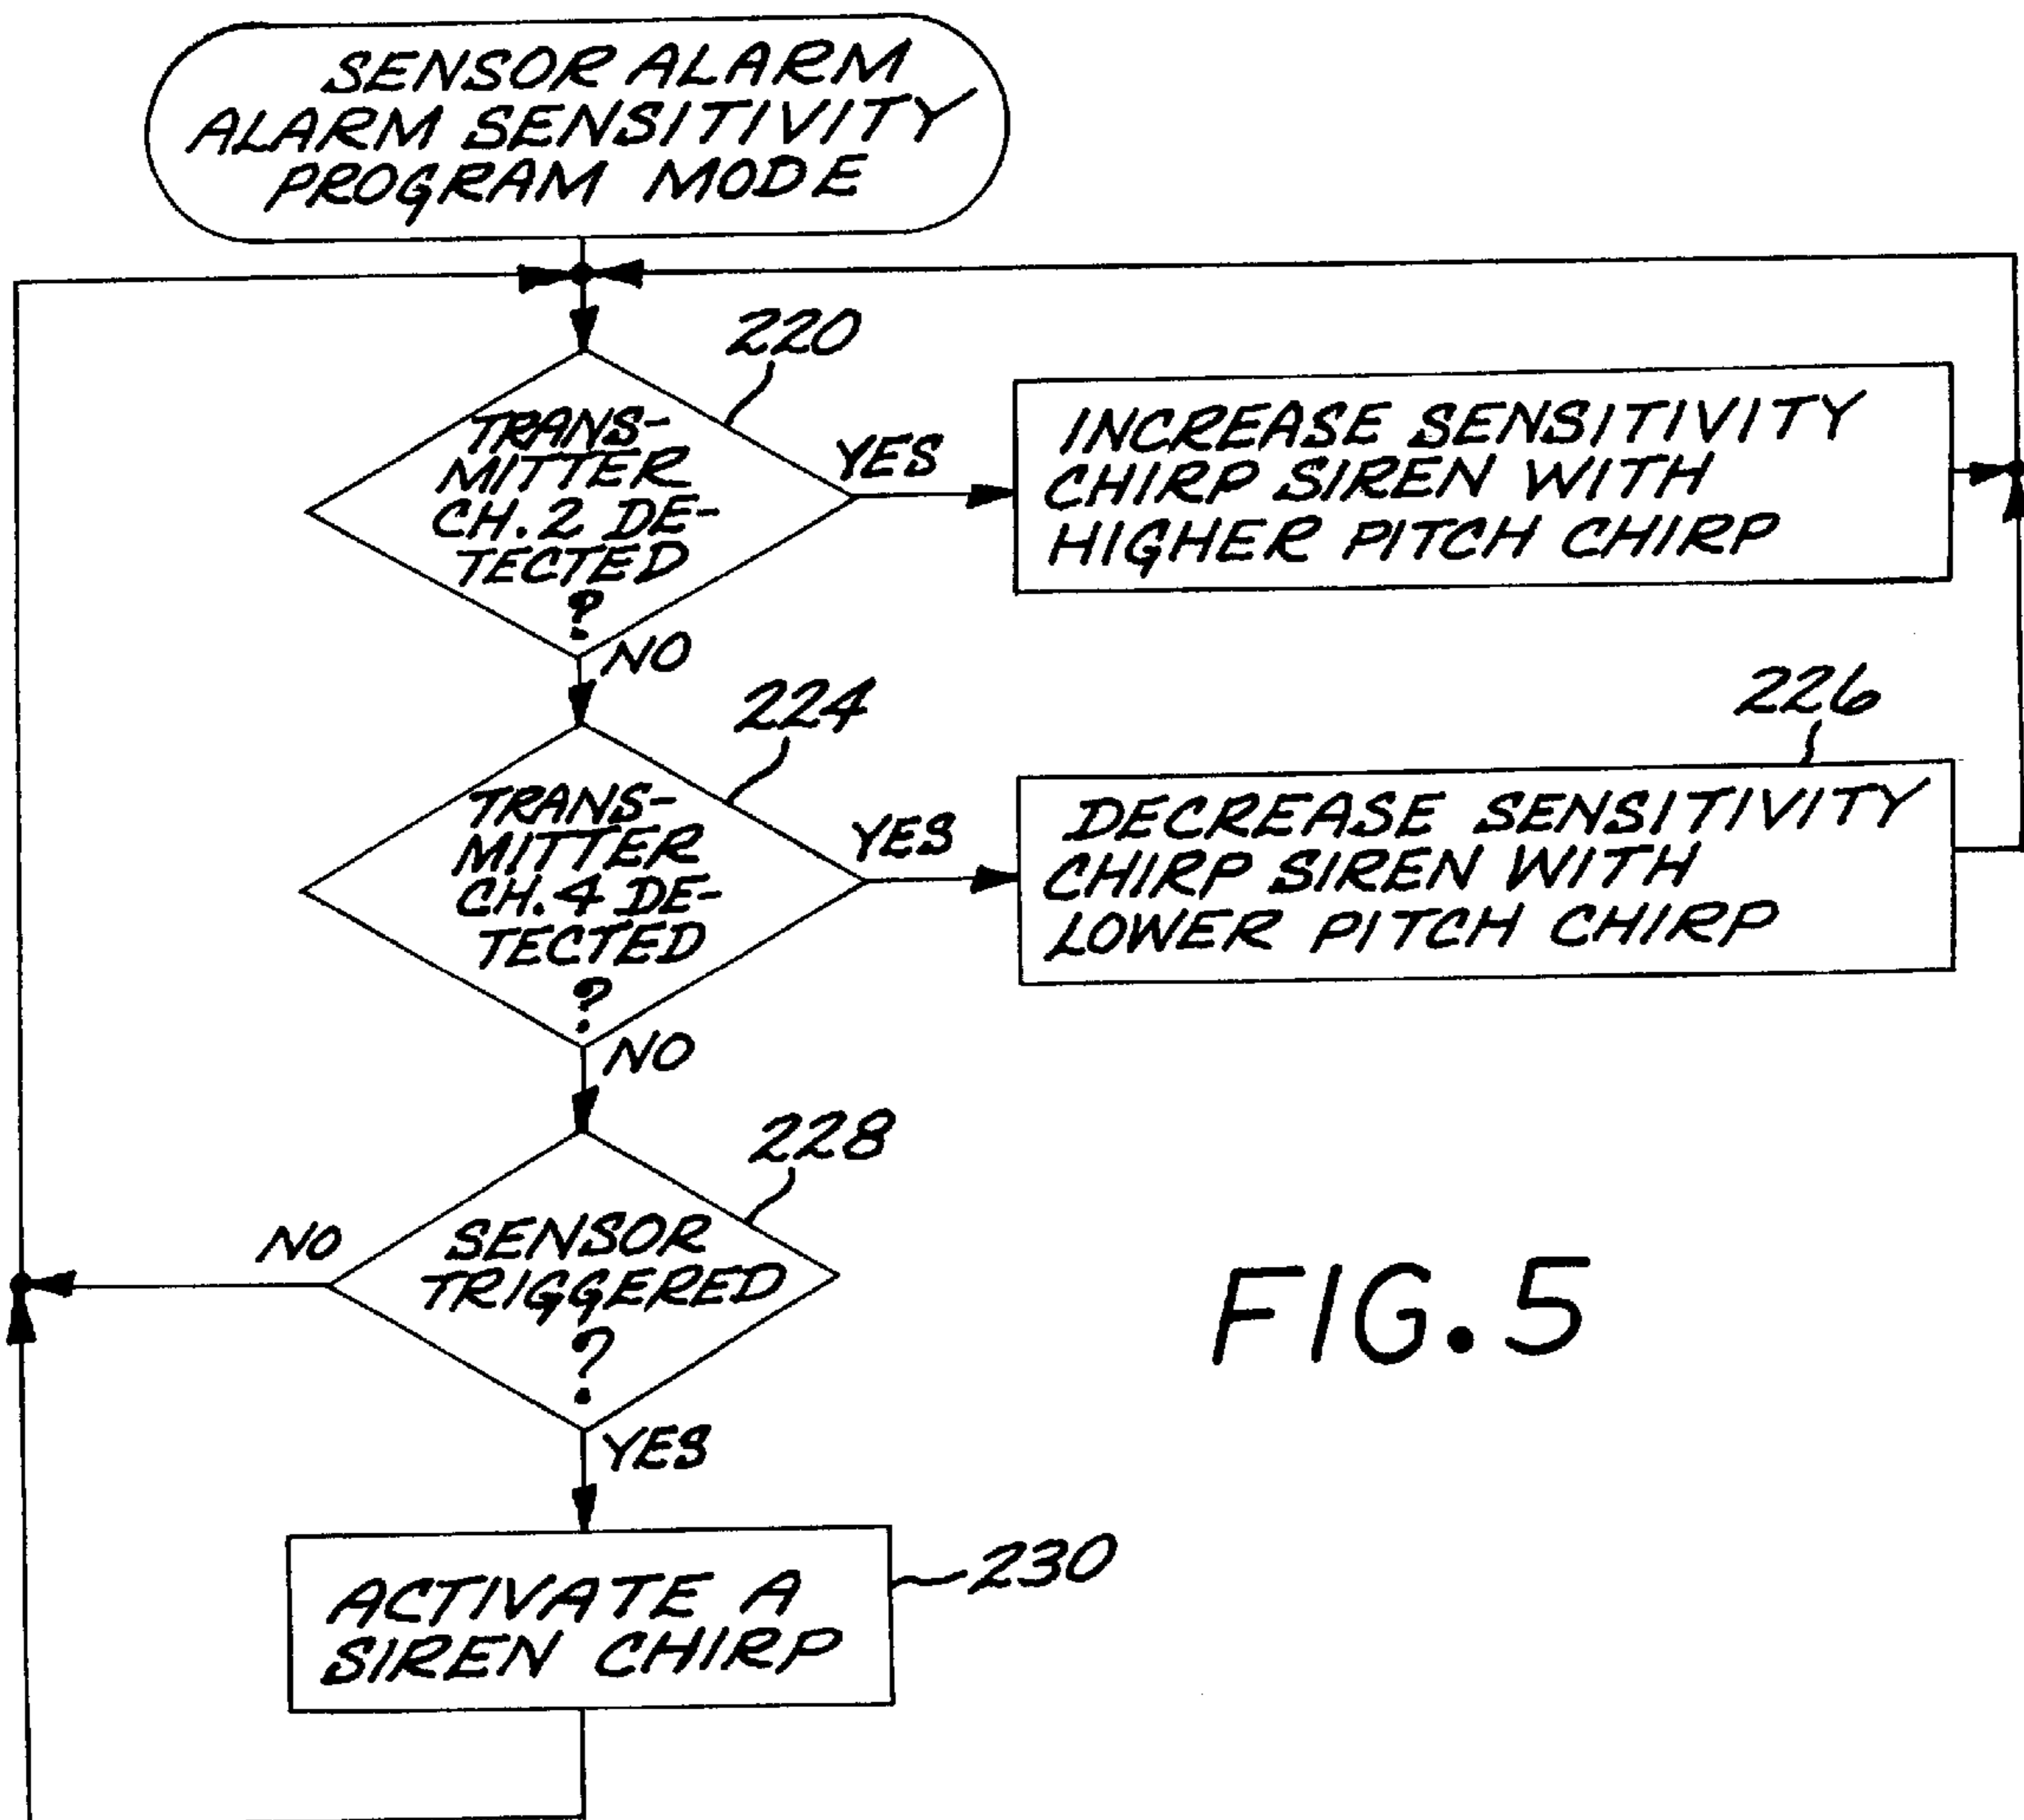 SENSOR ALARM
ALARM SENSITIVITY
PROGRAM MODE
220
TRANS-
MITTER
CH. 2 DE-
TECTED
?
YES
INCREASE SENSITIVITY
CHIRP SIREN WITH
HIGHER PITCH CHIRP
NO
224
226
TRANS-
MITTER
CH. 4 DE-
TECTED
?
YES
DECREASE SENSITIVITY
CHIRP SIREN WITH
LOWER PITCH CHIRP
NO
228
NO
SENSOR
TRIGGERED
?
FIG. 5
YES
230
ACTIVATE A
SIREN CHIRP